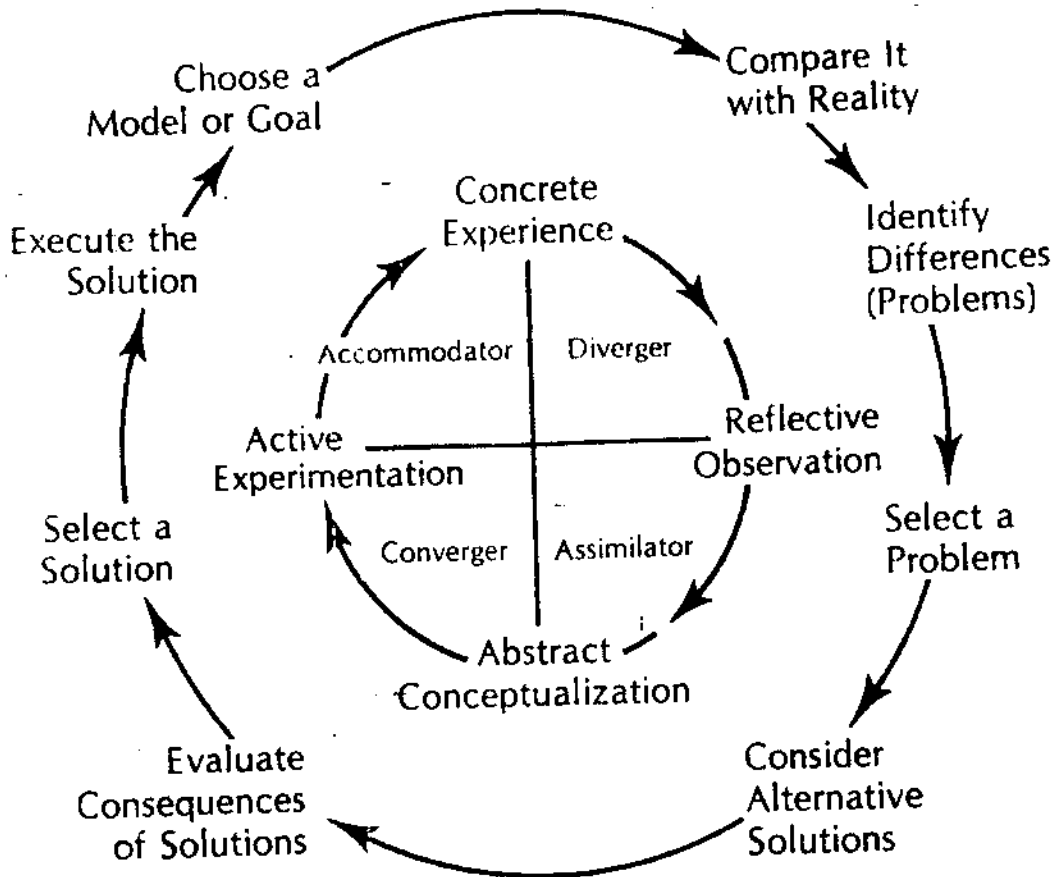 Choose a
Model or Goal
Compare It
with Reality
Identify
Differences
(Problems)
Select a
Problem
Consider
Alternative
Solutions
Evaluate
Consequences
of Solutions
Select a
Solution
Execute the
Solution
Concrete
Experience
Reflective
Observation
Abstract
Conceptualization
Active
Experimentation
Accommodator
Diverger
Assimilator
Converger